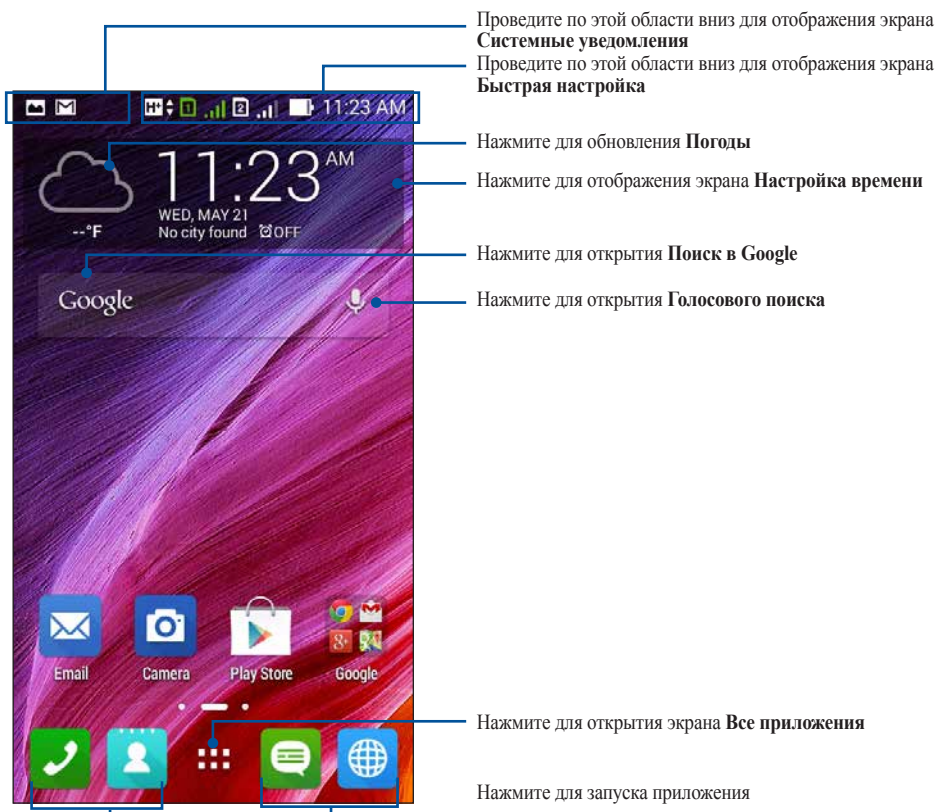 Проведите по этой области вниз для отображения экрана
Системные уведомления
Проведите по этой области вниз для отображения экрана
Быстрая настройка
H+ 1 2 11:23 AM
Нажмите для обновления Погоды
11:23 AM
Нажмите для отображения экрана Настройка времени
WED, MAY 21
--°F No city found OFF
Нажмите для открытия Поиск в Google
Google
Нажмите для открытия Голосового поиска
Email Camera Play Store Google
Нажмите для открытия экрана Все приложения
Нажмите для запуска приложения